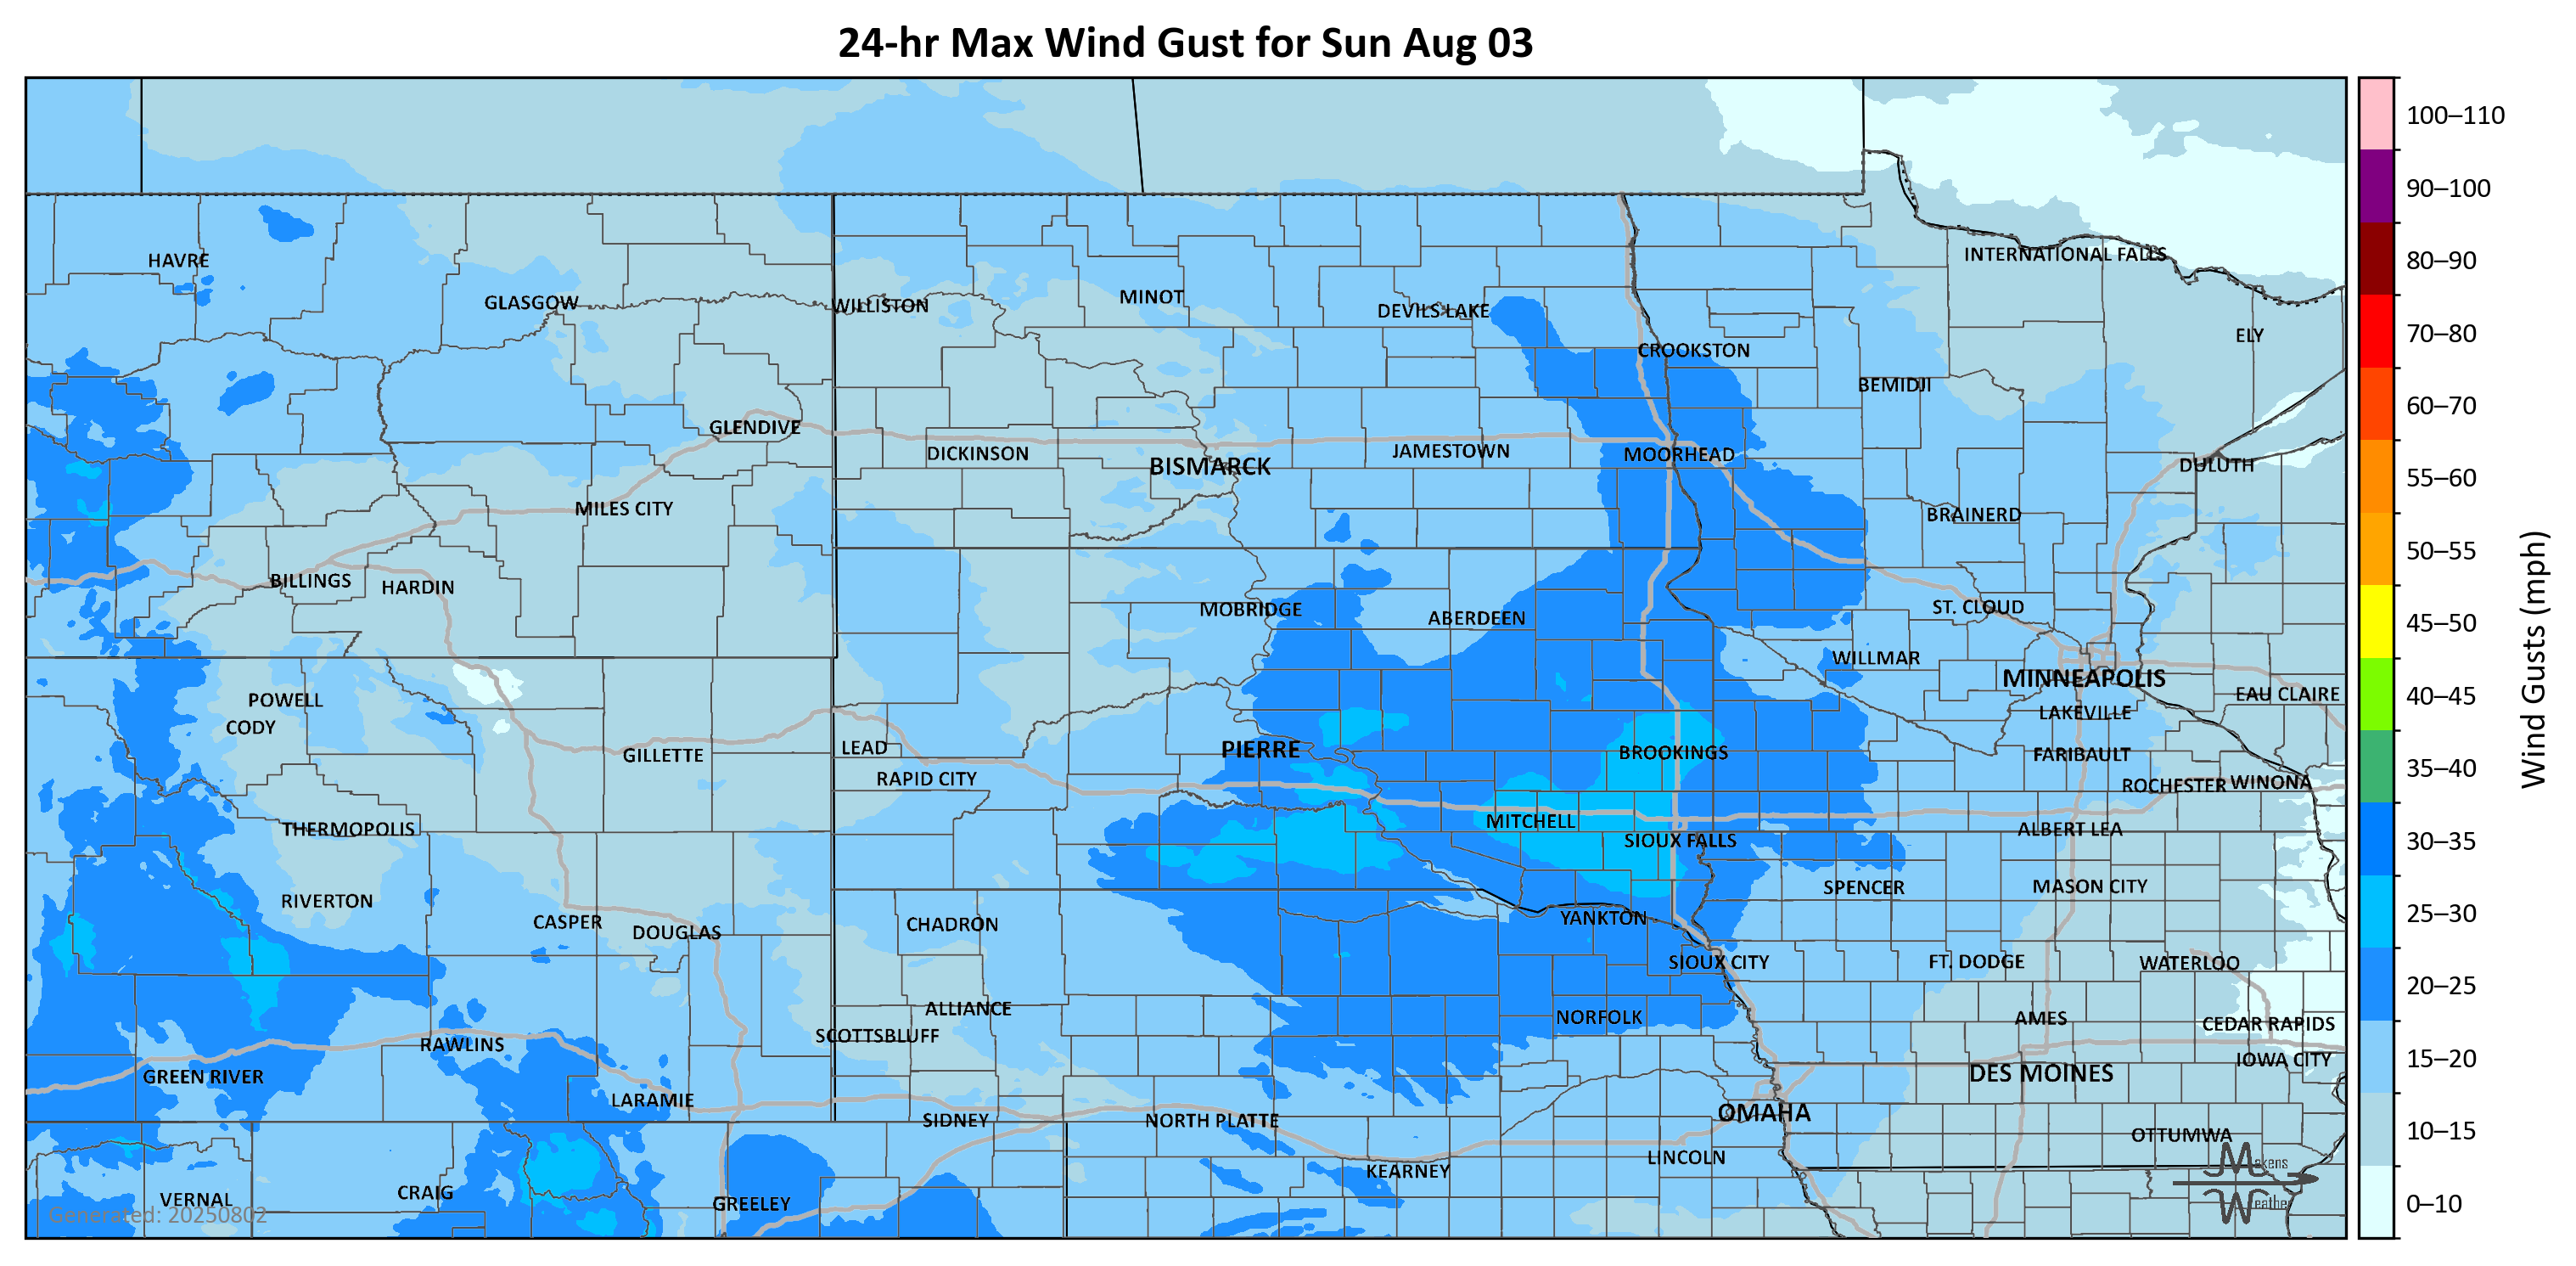 24-hr Max Wind Gust for Sun Aug 03
100–110
90–100
80–90
70–80
60–70
55–60
50–55
45–50
40–45
35–40
30–35
25–30
20–25
15–20
10–15
0–10
Wind Gusts (mph)
HAVRE
INTERNATIONAL FALLS
GLASGOW
WILLISTON
MINOT
DEVILS LAKE
ELY
CROOKSTON
BEMIDJI
GLENDIVE
DICKINSON
BISMARCK
JAMESTOWN
MOORHEAD
DULUTH
MILES CITY
BRAINERD
BILLINGS
HARDIN
MOBRIDGE
ABERDEEN
ST. CLOUD
WILLMAR
MINNEAPOLIS
POWELL
EAU CLAIRE
CODY
LAKEVILLE
GILLETTE
LEAD
PIERRE
BROOKINGS
FARIBAULT
RAPID CITY
ROCHESTER
WINONA
THERMOPOLIS
MITCHELL
SIOUX FALLS
ALBERT LEA
RIVERTON
SPENCER
MASON CITY
CASPER
DOUGLAS
CHADRON
YANKTON
SIOUX CITY
FT. DODGE
WATERLOO
ALLIANCE
NORFOLK
AMES
CEDAR RAPIDS
RAWLINS
SCOTTSBLUFF
IOWA CITY
GREEN RIVER
DES MOINES
LARAMIE
SIDNEY
NORTH PLATTE
OMAHA
OTTUMWA
KEARNEY
LINCOLN
VERNAL
CRAIG
GREELEY
Generated: 20250802
Makens
Weather